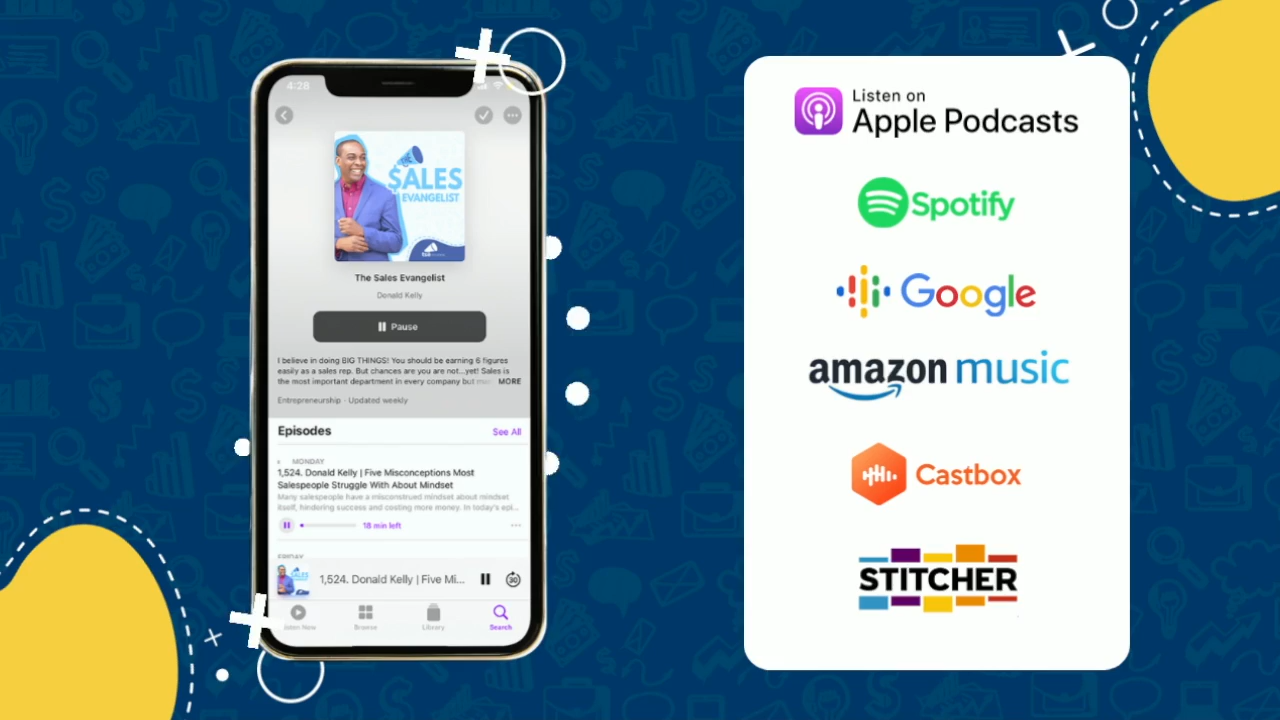 4:28
SALES
EVANGELIST
The Sales Evangelist
Donald Kelly
Pause
I believe in doing BIG THINGS! You should be earning 6 figures
easily as a sales rep. But chances are you are not...yet! Sales is
the most important department in every company but MORE
Entrepreneurship · Updated weekly
Episodes
See All
MONDAY
1,524. Donald Kelly | Five Misconceptions Most
Salespeople Struggle With About Mindset
Many salespeople have a misconstrued mindset about mindset
itself, hindering success and costing more money. In today's epi...
18 min left
1,524. Donald Kelly | Five Mi...
30
Listen Now
Browse
Library
Search
Listen on
Apple Podcasts
Spotify
Google
amazon music
Castbox
STITCHER